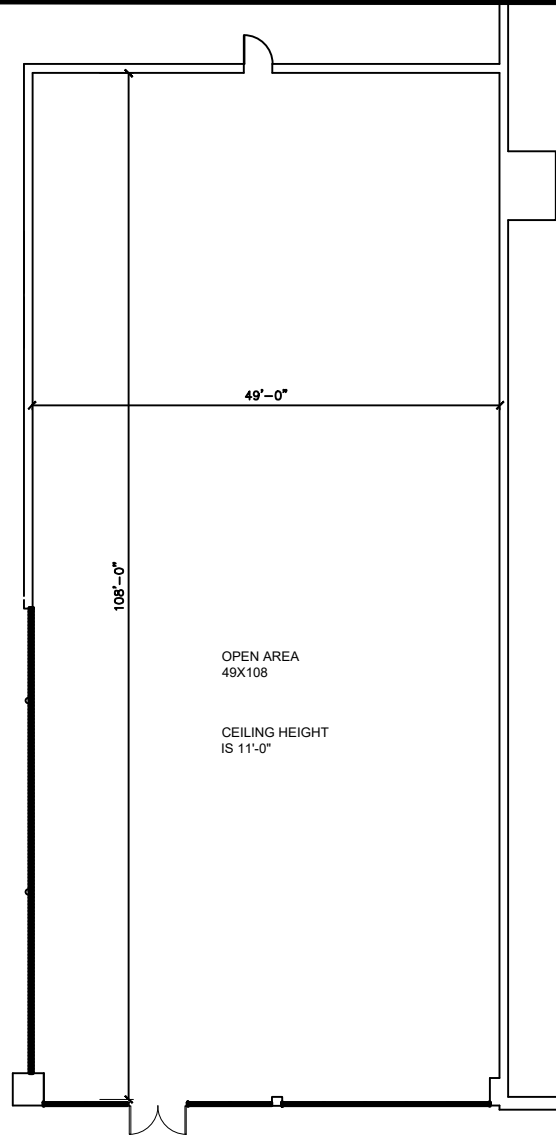 49'-0"
108'-0"
OPEN AREA
49X108
CEILING HEIGHT
IS 11'-0"